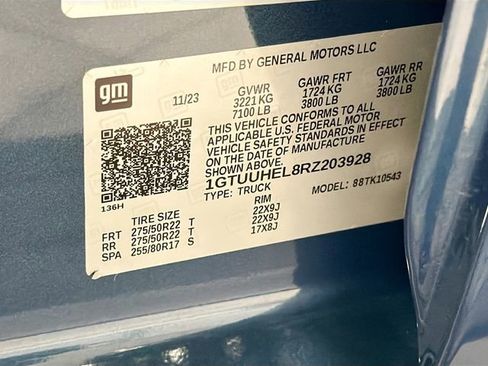 gm
MFD BY GENERAL MOTORS LLC
11/23
GVWR GAWR FRT GAWR RR
3221 KG 1724 KG 1724 KG
7100 LB 3800 LB 3800 LB
THIS VEHICLE CONFORMS TO ALL
APPLICABLE U.S. FEDERAL MOTOR
VEHICLE SAFETY STANDARDS IN EFFECT
ON THE DATE OF MANUFACTURE
SHOWN ABOVE.
1GTUUHEL8RZ203928
TYPE: TRUCK MODEL: 88TK10543
136H
TIRE SIZE RIM
FRT 275/50R22 T 22X9J
RR 275/50R22 T 22X9J
SPA 255/80R17 S 17X8J